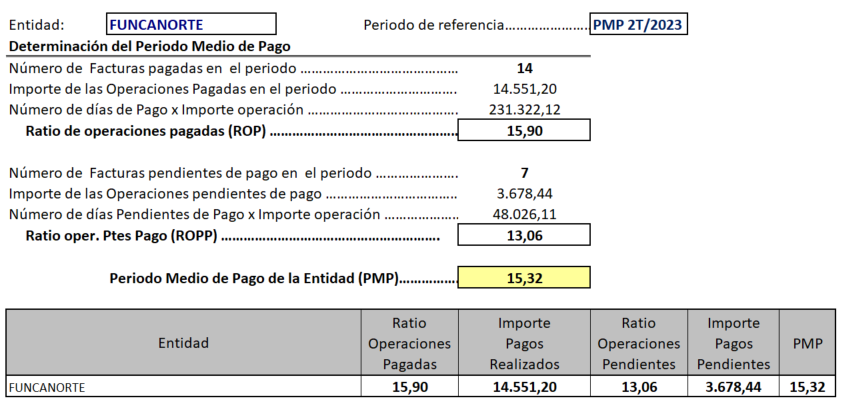 Entidad: FUNCANORTE Periodo de referencia........................ PMP 2T/2023
Determinación del Periodo Medio de Pago
Número de Facturas pagadas en el periodo ............................................ 14
Importe de las Operaciones Pagadas en el periodo ................................. 14.551,20
Número de días de Pago x Importe operación .......................................... 231.322,12
Ratio de operaciones pagadas (ROP) .................................................. 15,90
Número de Facturas pendientes de pago en el periodo ....................... 7
Importe de las Operaciones pendientes de pago ..................................... 3.678,44
Número de días Pendientes de Pago x Importe operación ..................... 48.026,11
Ratio oper. Ptes Pago (ROPP) ............................................................ 13,06
Periodo Medio de Pago de la Entidad (PMP)................ 15,32
Ratio Importe Ratio Importe
Entidad Operaciones Pagos Operaciones Pagos PMP
Pagadas Realizados Pendientes Pendientes
FUNCANORTE 15,90 14.551,20 13,06 3.678,44 15,32